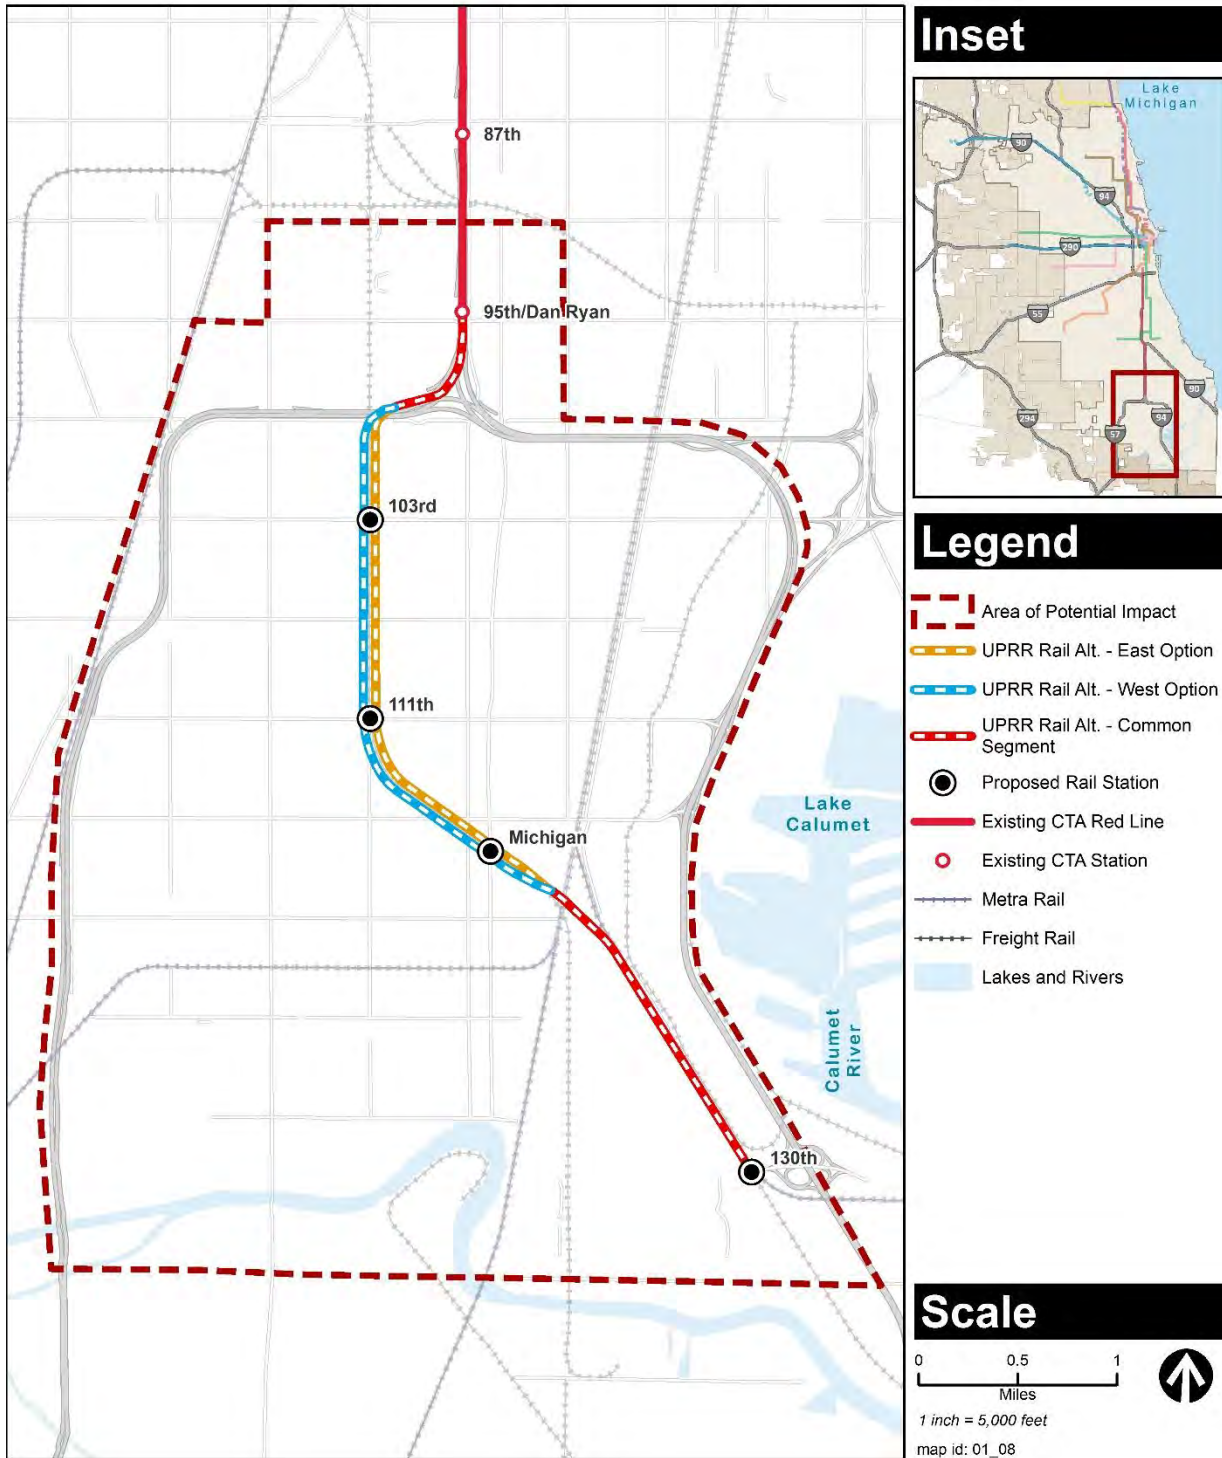 87th
95th/Dan Ryan
103rd
111th
Michigan
130th
Lake
Calumet
Calumet
River
Inset
Lake
Michigan
90
94
290
55
294
57
94
90
Legend
Area of Potential Impact
UPRR Rail Alt. - East Option
UPRR Rail Alt. - West Option
UPRR Rail Alt. - Common
Segment
Proposed Rail Station
Existing CTA Red Line
Existing CTA Station
Metra Rail
Freight Rail
Lakes and Rivers
Scale
0 0.5 1
Miles
1 inch = 5,000 feet
map id: 01_08